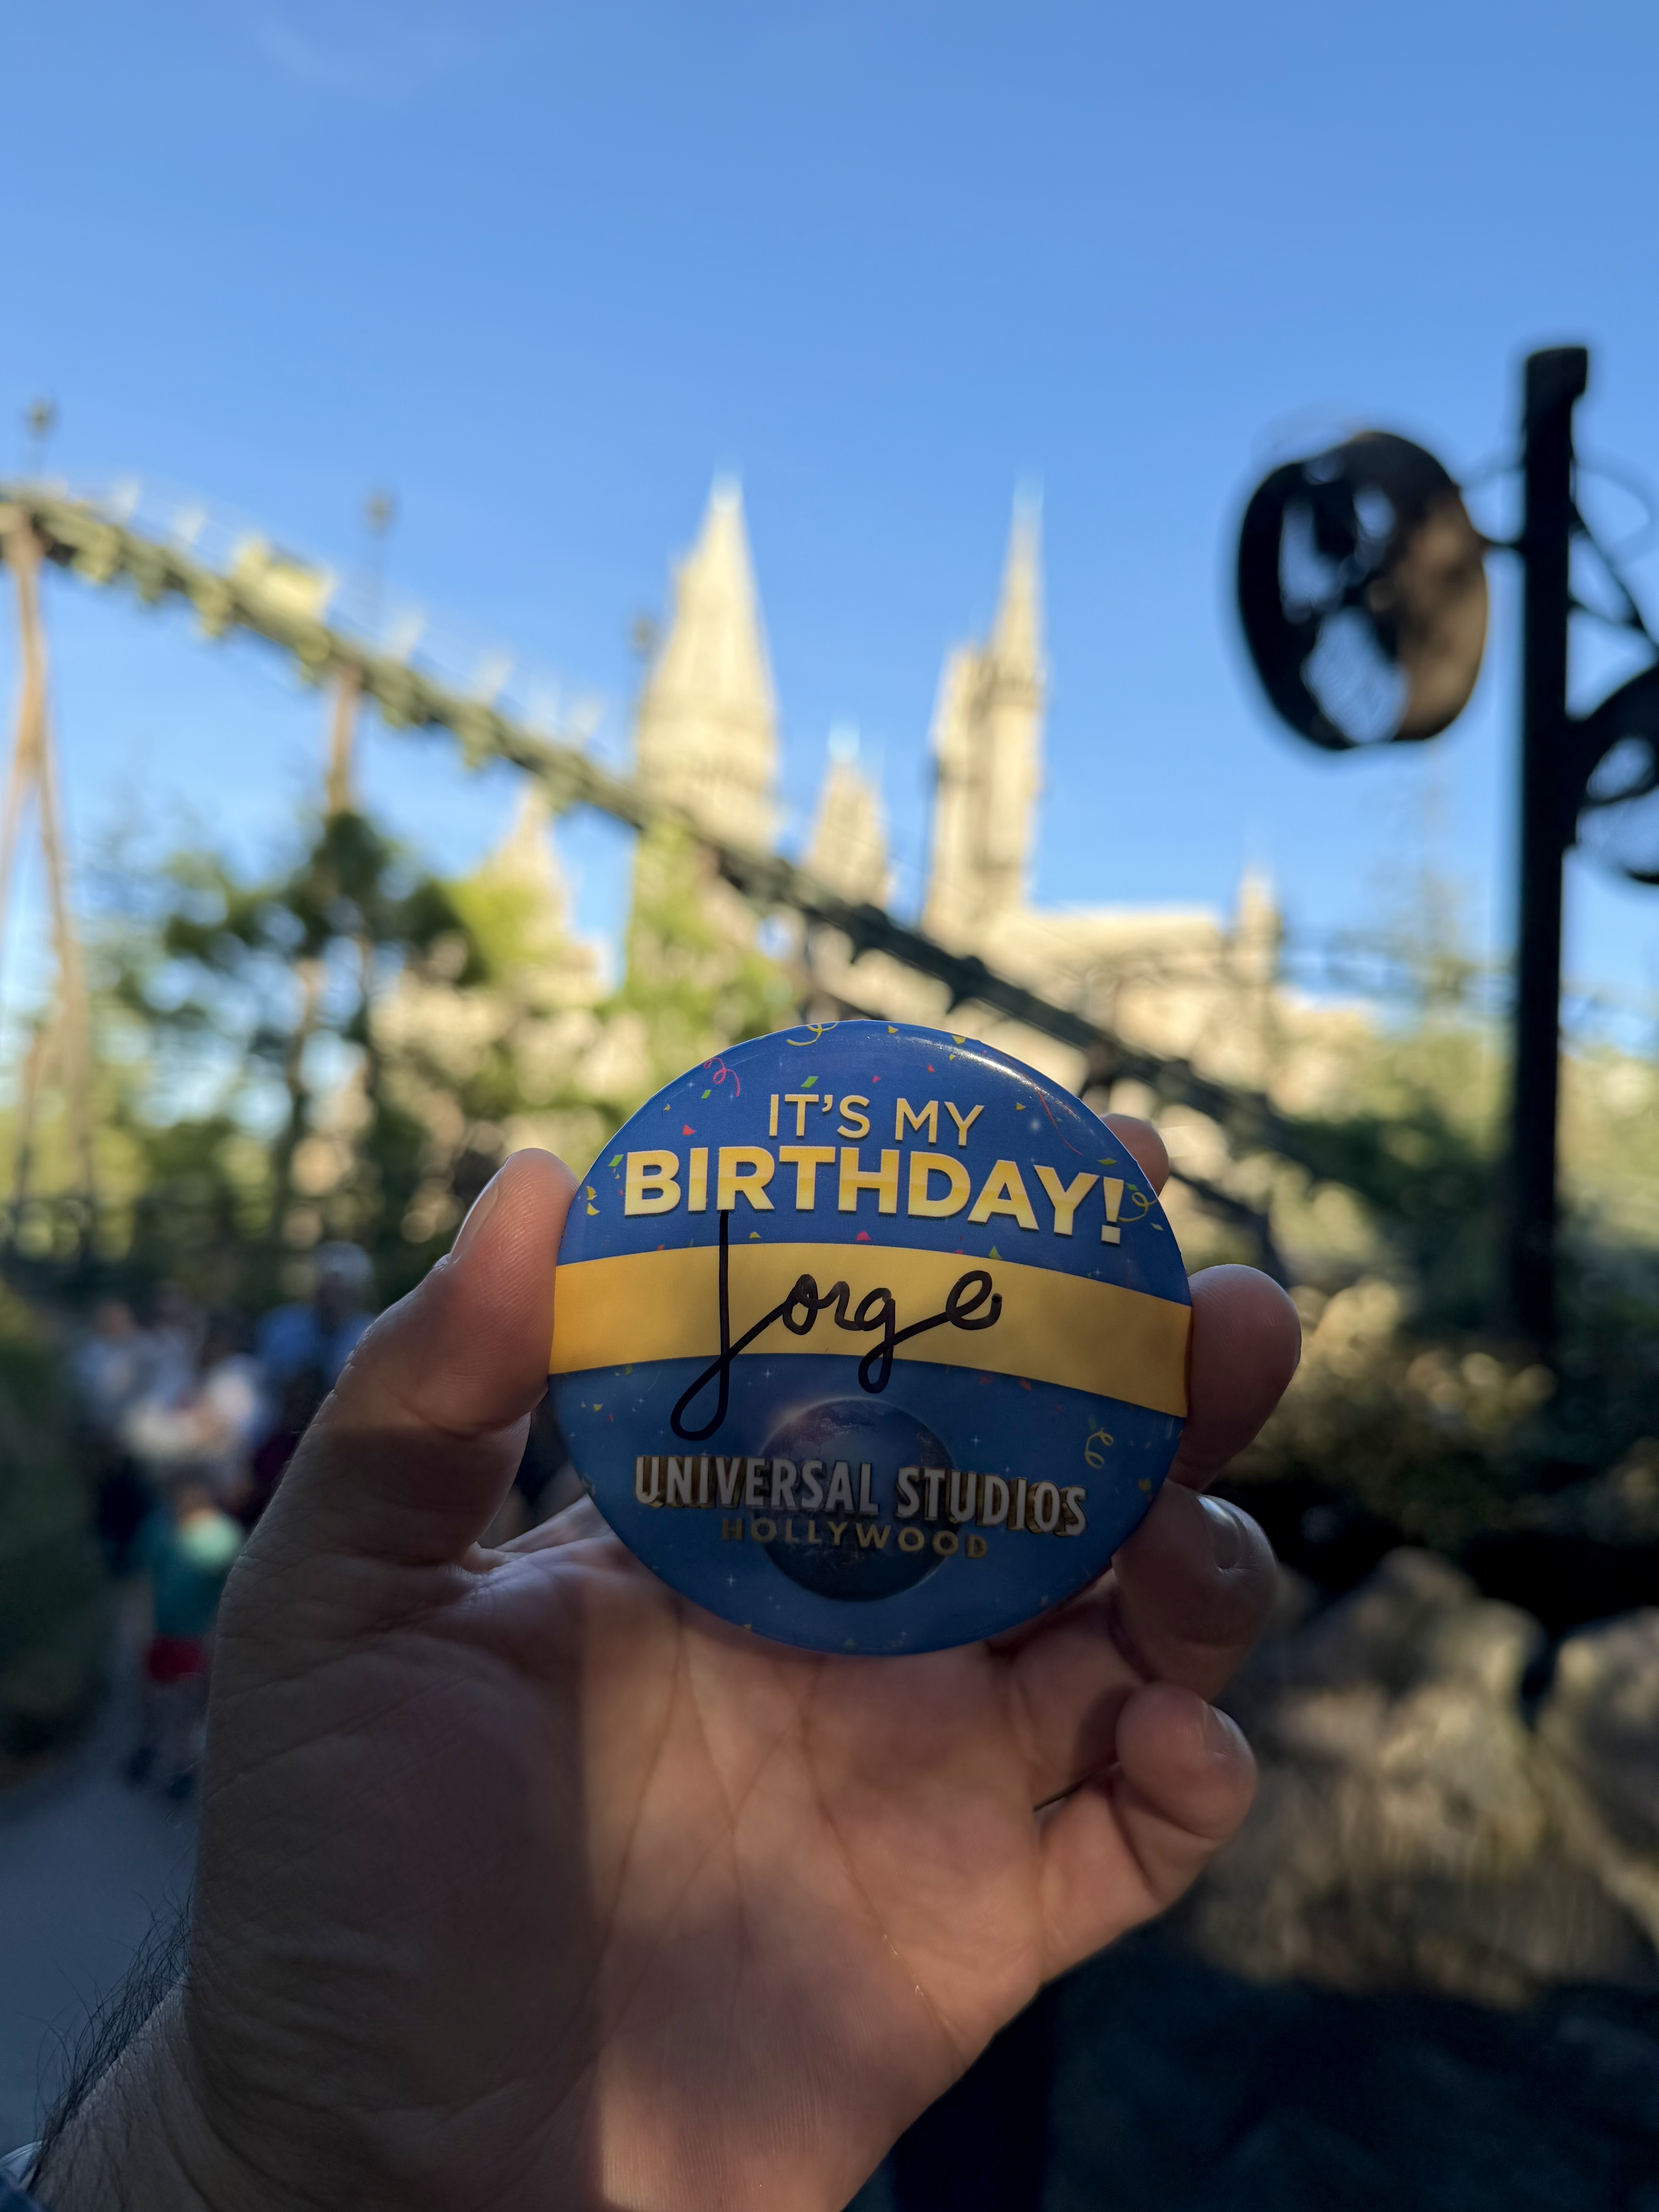 IT'S MY
BIRTHDAY!
Jorge
UNIVERSAL STUDIOS
HOLLYWOOD